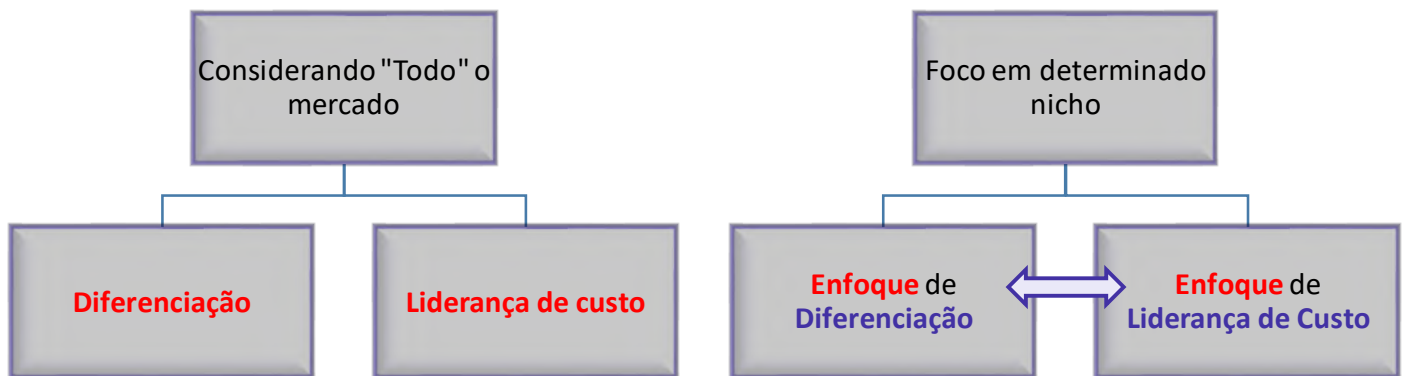 Considerando "Todo" o
mercado
Foco em determinado
nicho
Diferenciação
Liderança de custo
Enfoque de
Diferenciação
Enfoque de
Liderança de Custo